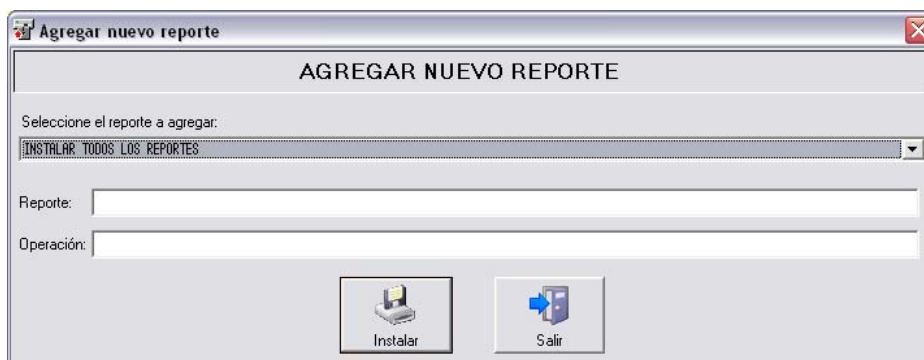 Agregar nuevo reporte
AGREGAR NUEVO REPORTE
Seleccione el reporte a agregar:
INSTALAR TODOS LOS REPORTES
Reporte:
Operación:
Instalar
Salir